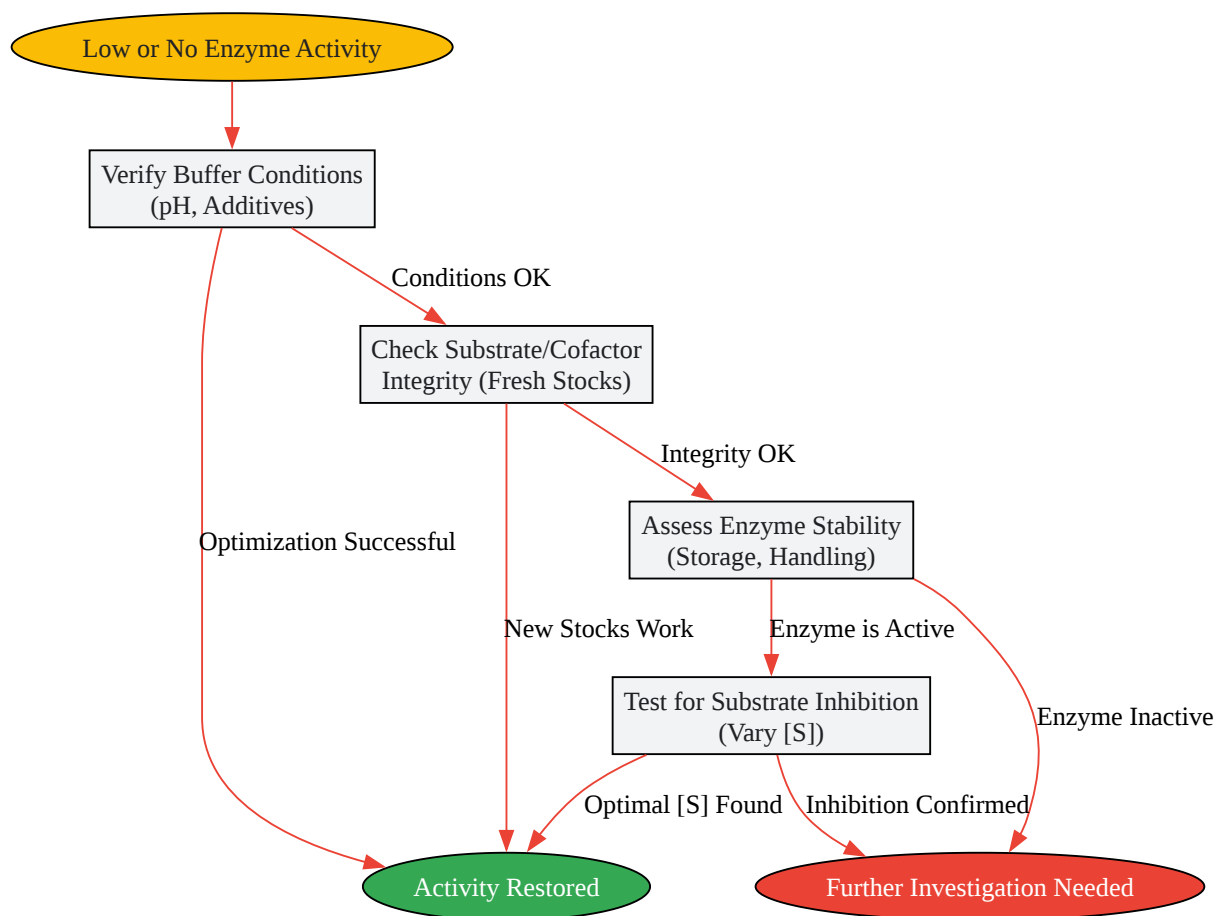 Low or No Enzyme Activity
Verify Buffer Conditions
(pH, Additives)
Conditions OK
Check Substrate/Cofactor
Integrity (Fresh Stocks)
Integrity OK
Assess Enzyme Stability
(Storage, Handling)
Optimization Successful
New Stocks Work
Enzyme is Active
Test for Substrate Inhibition
(Vary [S])
Enzyme Inactive
Optimal [S] Found
Inhibition Confirmed
Activity Restored
Further Investigation Needed